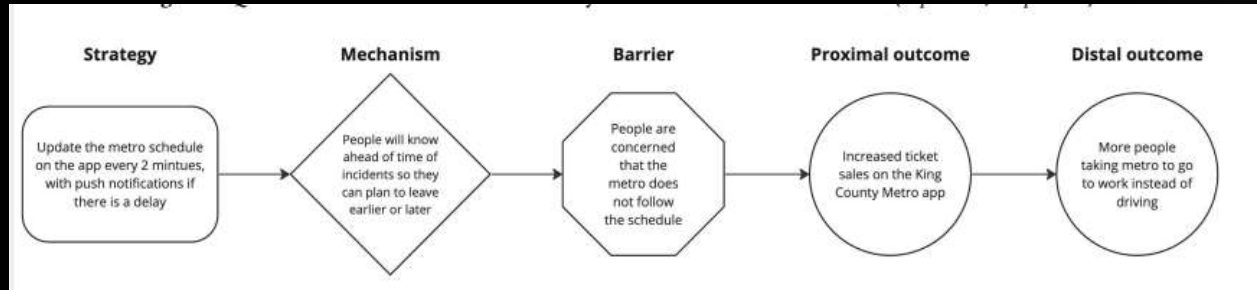 Strategy
Mechanism
Barrier
Proximal outcome
Distal outcome
Update the metro schedule
on the app every 2 mintues,
with push notifications if
there is a delay
People will know
ahead of time of
incidents so they
can plan to leave
earlier or later
People are
concerned
that the
metro does
not follow
the schedule
Increased ticket
sales on the King
County Metro app
More people
taking metro to go
to work instead of
driving